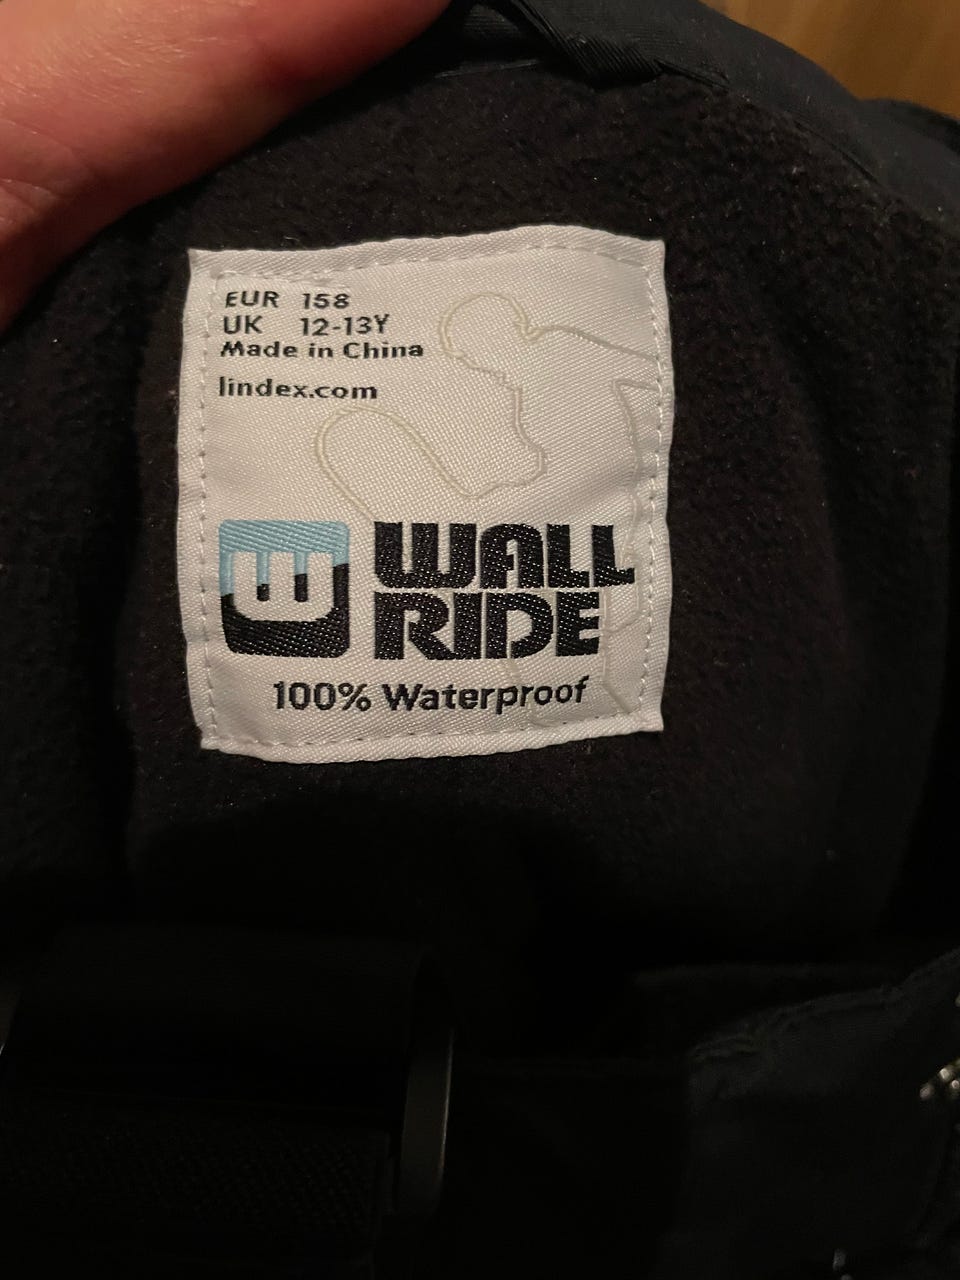 EUR 158
UK 12-13Y
Made in China
lindex.com
W WALL
RIDE
100% Waterproof